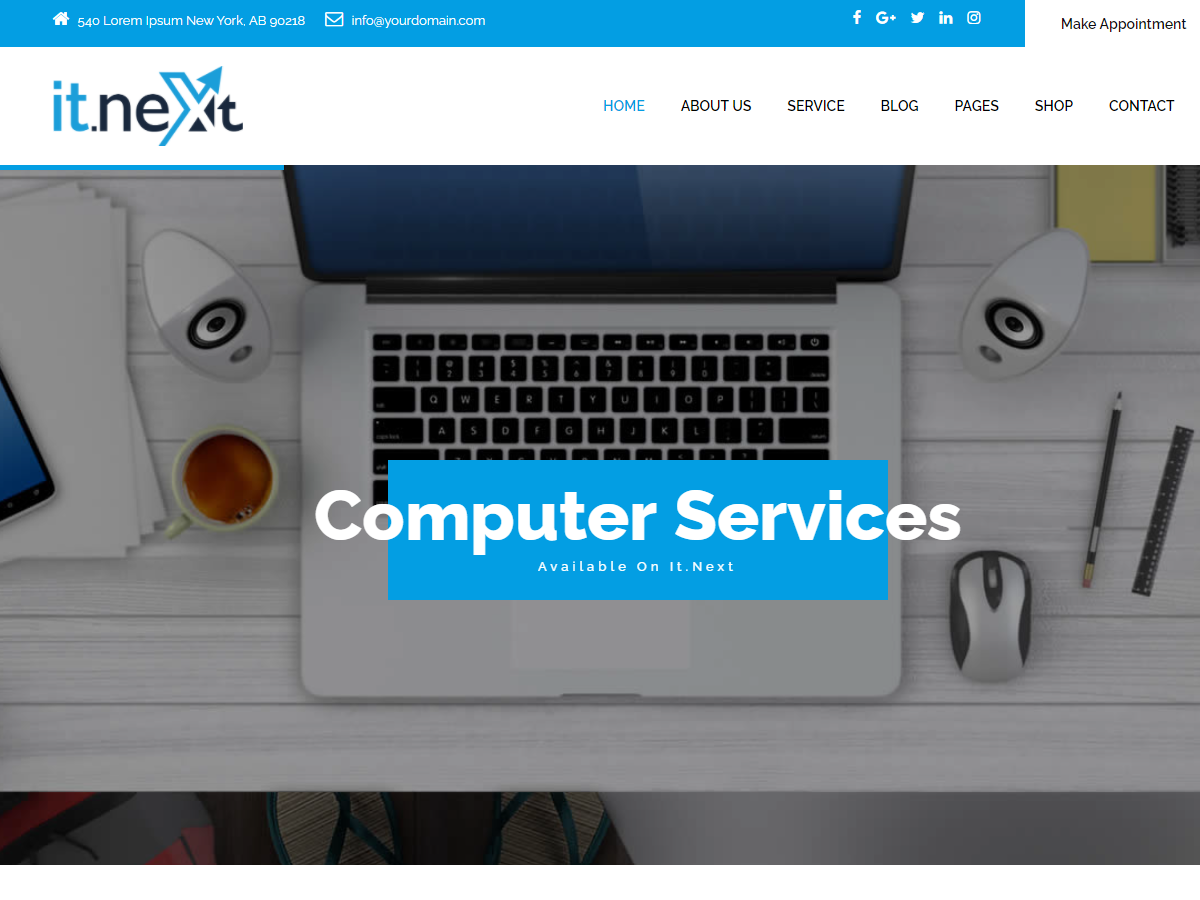 540 Lorem Ipsum New York, AB 90218
info@yourdomain.com
Make Appointment
it.next
HOME
ABOUT US
SERVICE
BLOG
PAGES
SHOP
CONTACT
Q W E R T Y U I O P
A S D F G H J K L
Computer Services
Available On It.Next